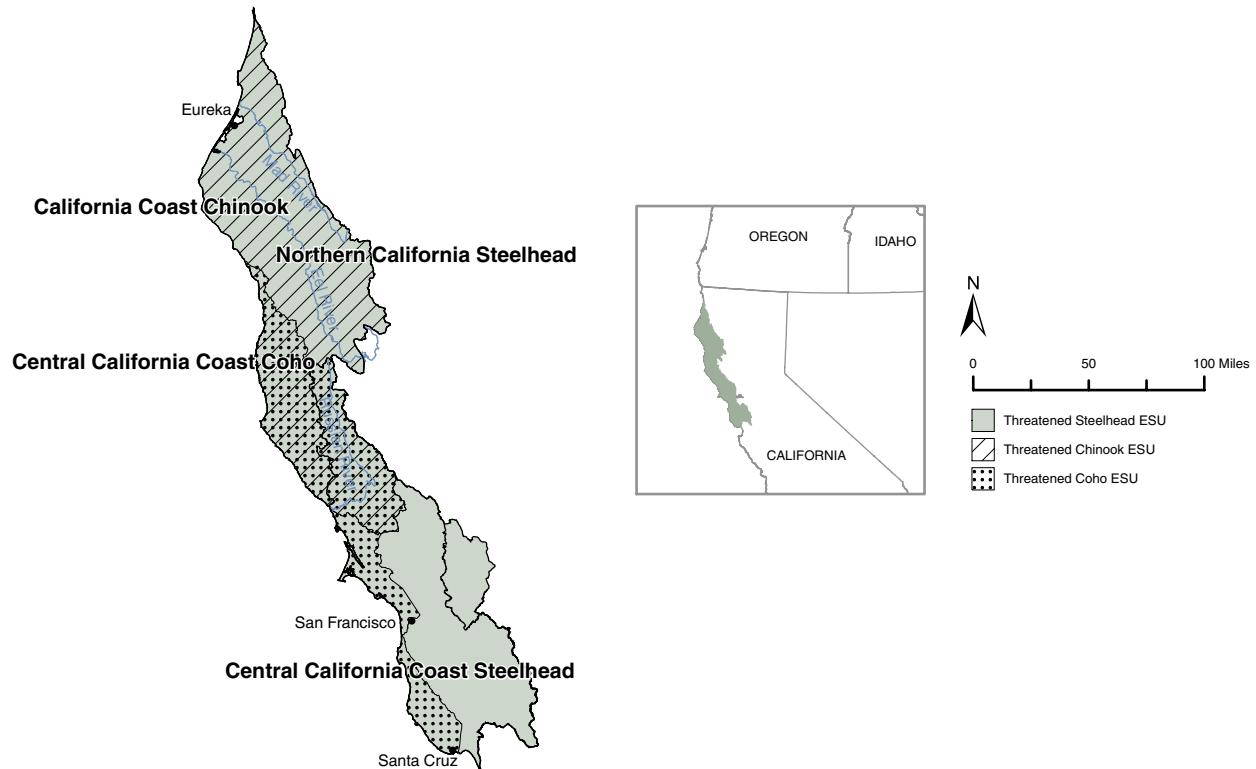 Eureka
Mad River
California Coast Chinook
Northern California Steelhead
Eel River
Central California Coast Coho
San Francisco
Central California Coast Steelhead
Santa Cruz
OREGON
IDAHO
CALIFORNIA
N
0 50 100 Miles
Threatened Steelhead ESU
Threatened Chinook ESU
Threatened Coho ESU